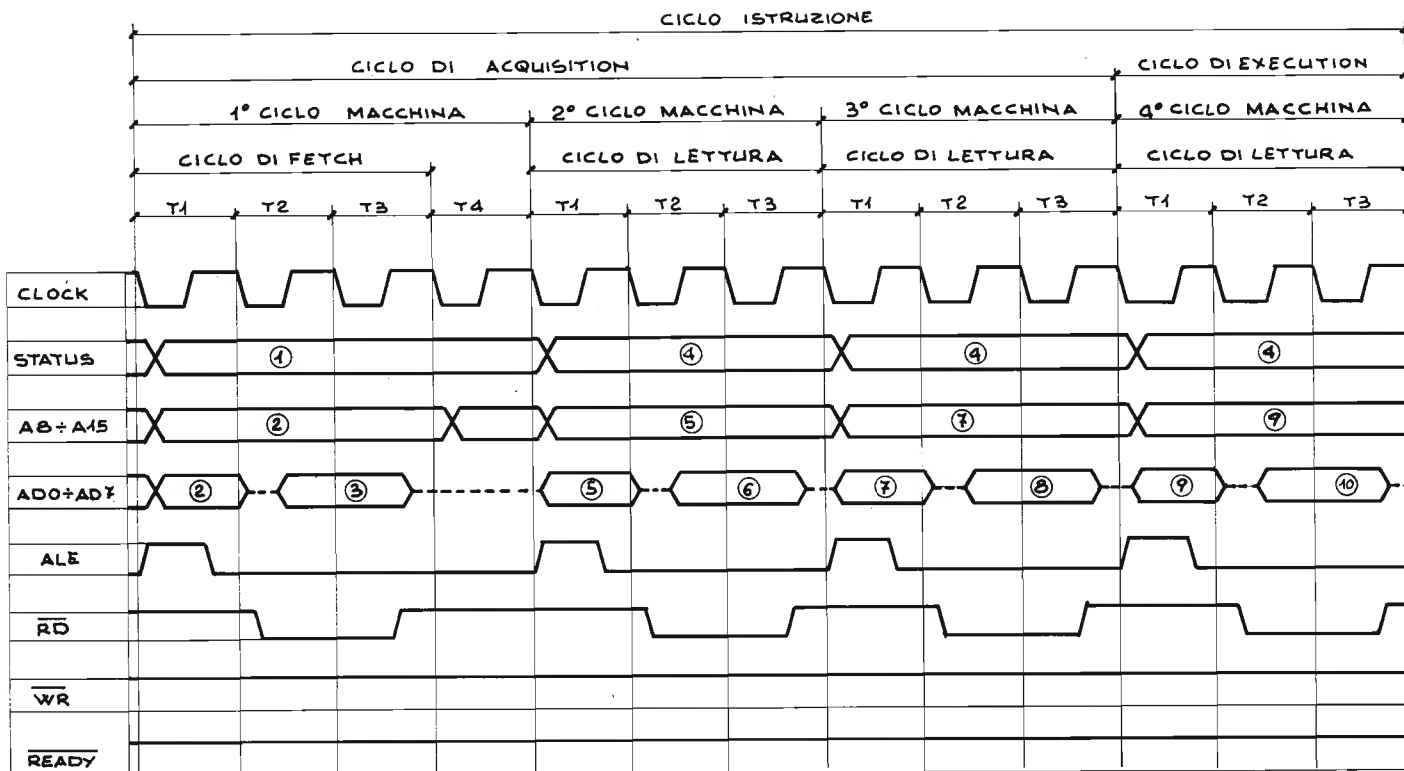 CICLO ISTRUZIONE
CICLO DI ACQUISITION CICLO DI EXECUTION
1° CICLO MACCHINA 2° CICLO MACCHINA 3° CICLO MACCHINA 4° CICLO MACCHINA
CICLO DI FETCH CICLO DI LETTURA CICLO DI LETTURA CICLO DI LETTURA
T1 T2 T3 T4 T1 T2 T3 T1 T2 T3 T1 T2 T3
CLOCK
STATUS 1 4 4 4
A8÷A15 2 5 7 9
AD0÷AD7 2 3 5 6 7 8 9 10
ALE
RD
WR
READY